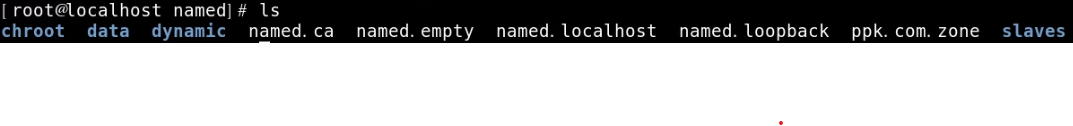 [root@localhost named]# ls
chroot  data  dynamic  named.ca  named.empty  named.localhost  named.loopback  ppk.com.zone  slaves